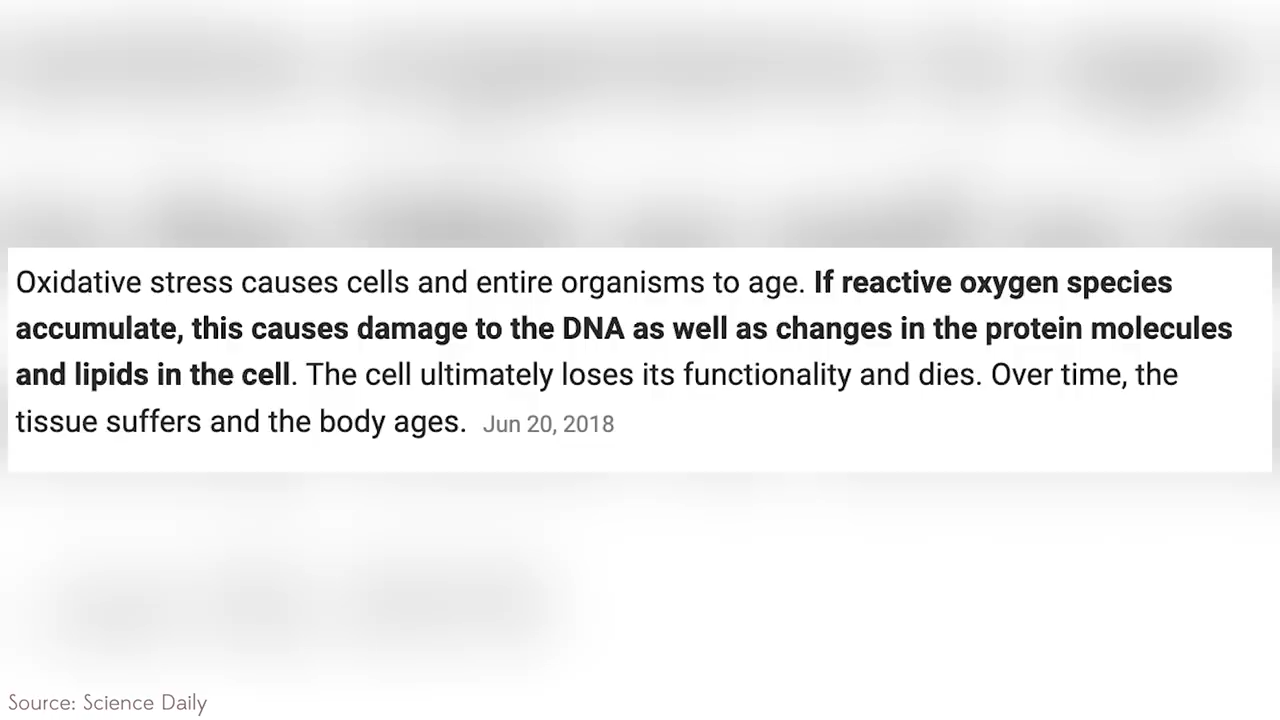 Oxidative stress causes cells and entire organisms to age. If reactive oxygen species
accumulate, this causes damage to the DNA as well as changes in the protein molecules
and lipids in the cell. The cell ultimately loses its functionality and dies. Over time, the
tissue suffers and the body ages. Jun 20, 2018
Source: Science Daily